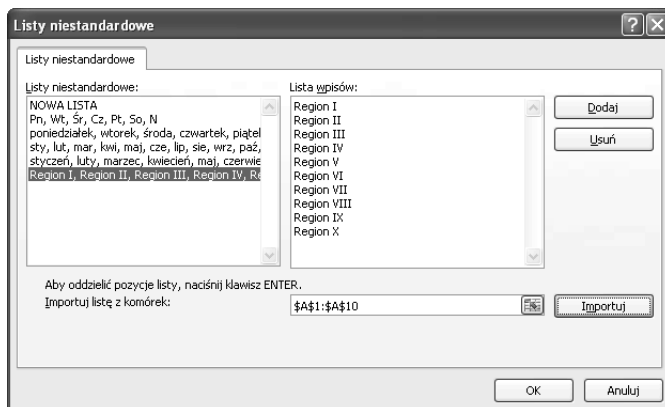 Listy niestandardowe
Listy niestandardowe
Listy niestandardowe:
NOWA LISTA
Pn, Wt, Śr, Cz, Pt, So, N
poniedziałek, wtorek, środa, czwartek, piątel
sty, lut, mar, kwi, maj, cze, lip, sie, wrz, paź,
styczeń, luty, marzec, kwiecień, maj, czerwie
Region I, Region II, Region III, Region IV, Re
Lista wpisów:
Region I
Region II
Region III
Region IV
Region V
Region VI
Region VII
Region VIII
Region IX
Region X
Dodaj
Usuń
Aby oddzielić pozycje listy, naciśnij klawisz ENTER.
Importuj listę z komórek:
$A$1:$A$10
Importuj
OK
Anuluj